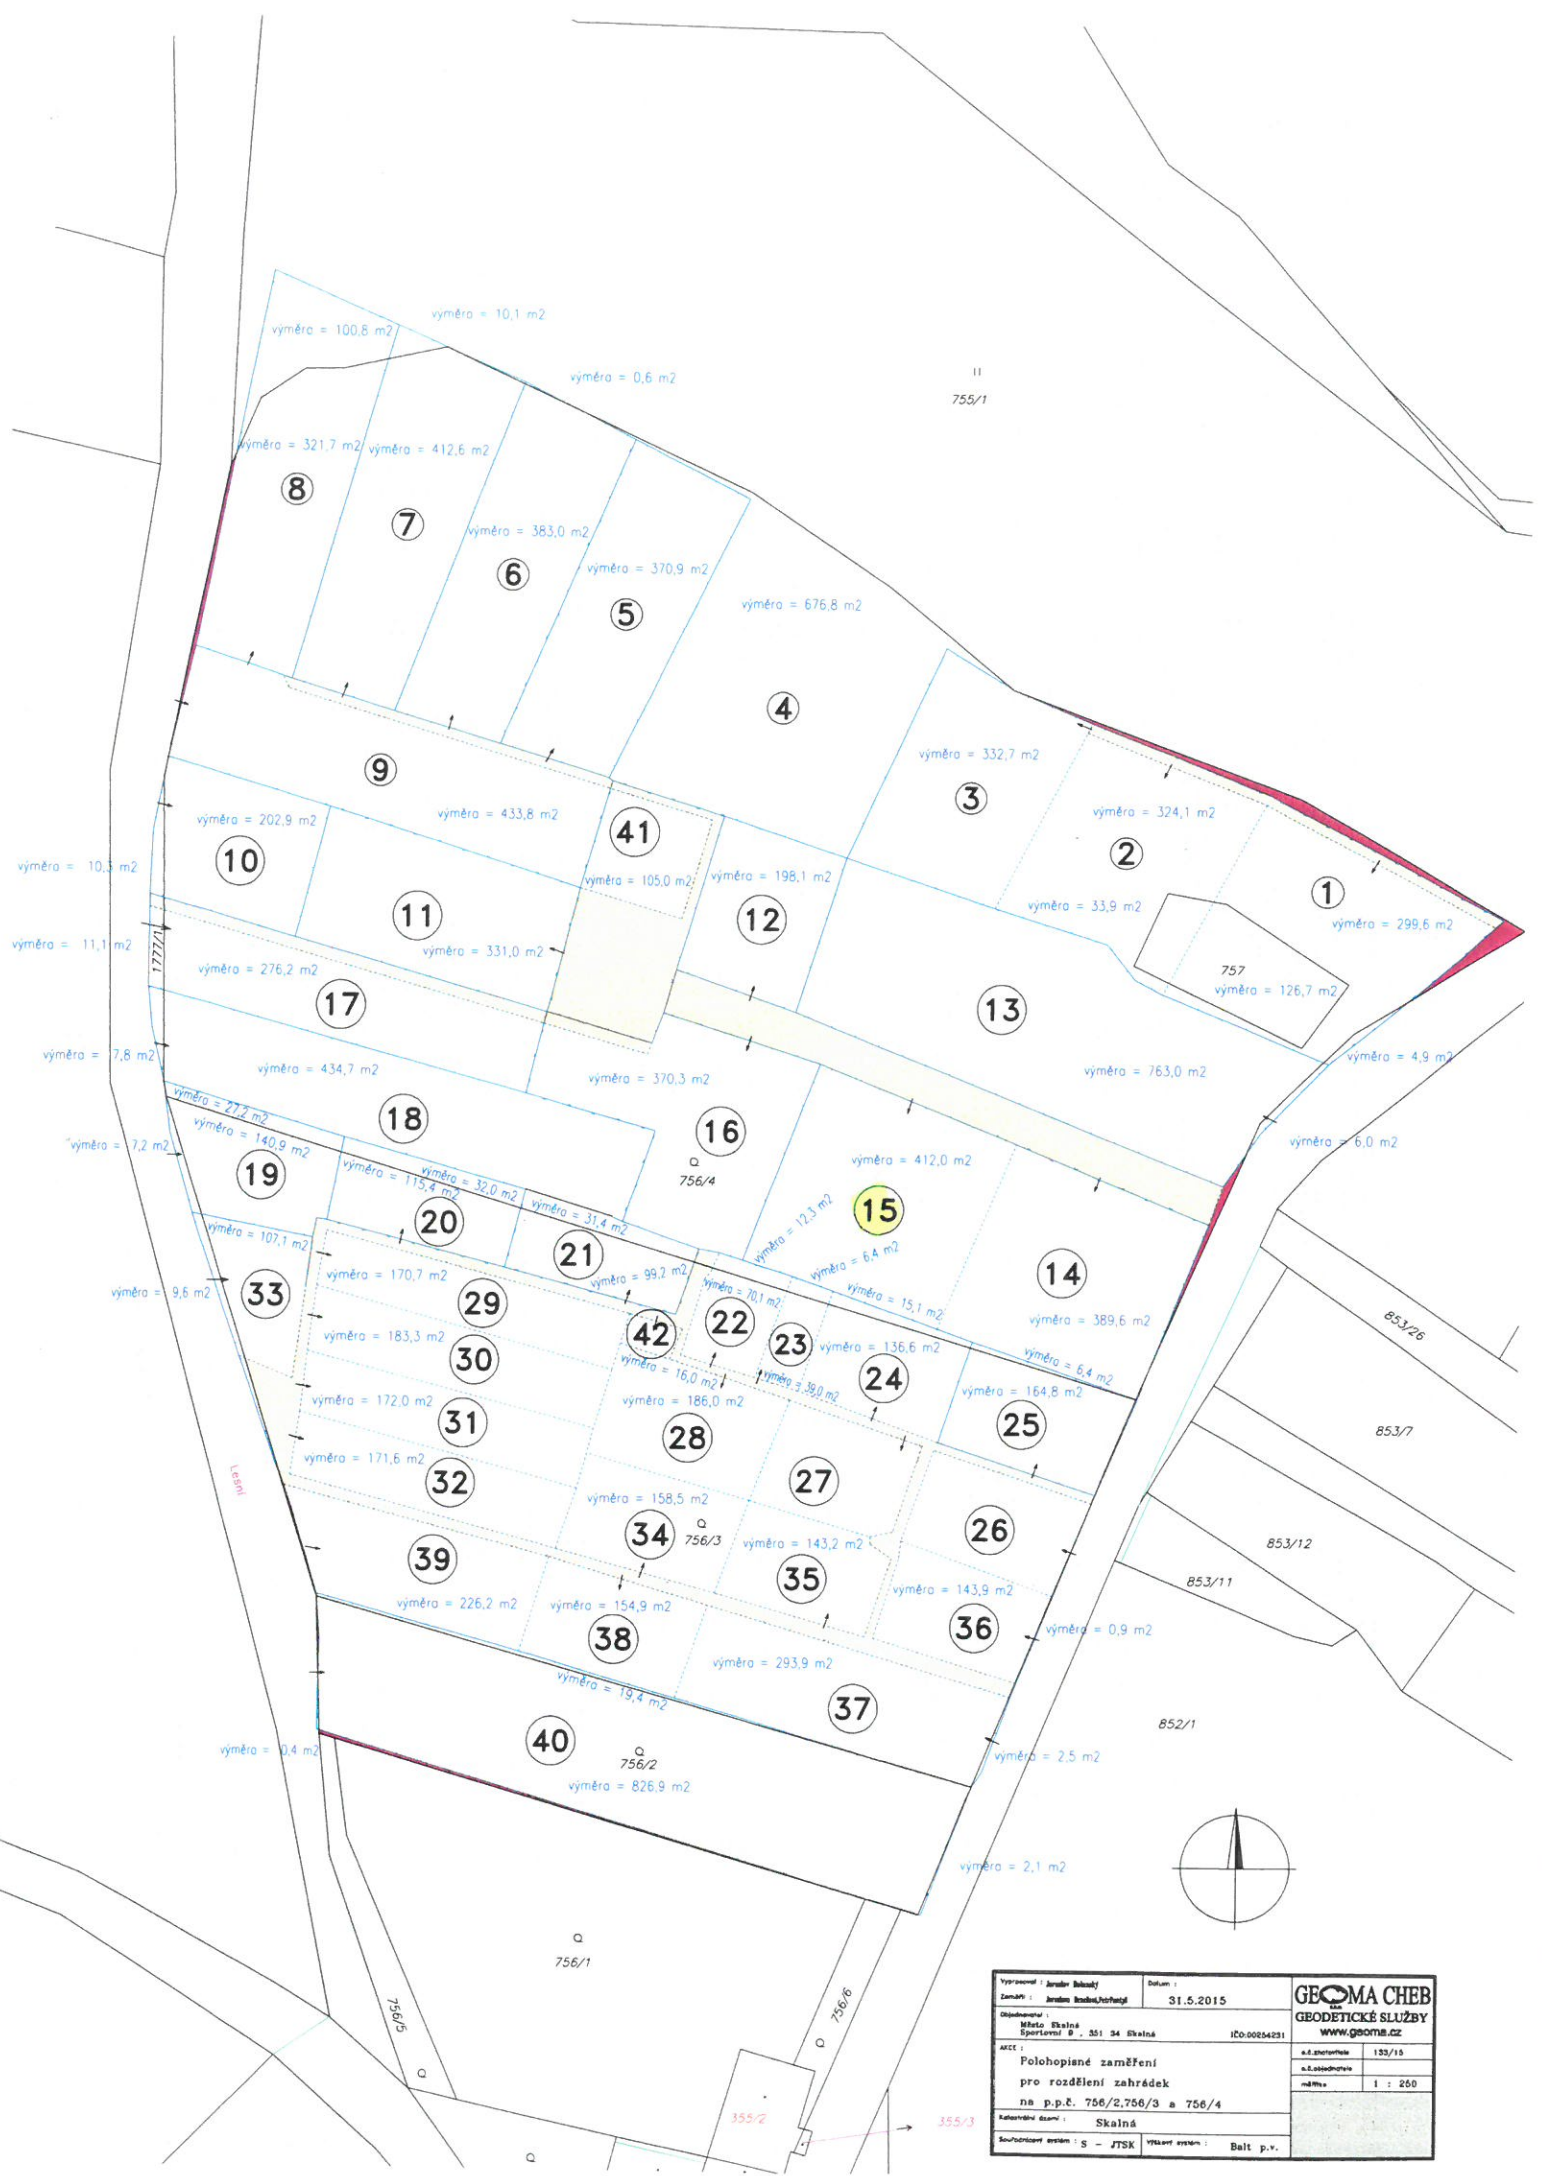 výměra = 10,1 m2
výměra = 100,8 m2
výměra = 0,6 m2
755/1
výměra = 321,7 m2
výměra = 412,6 m2
8
7
výměra = 383,0 m2
6
výměra = 370,9 m2
5
výměra = 676,8 m2
4
výměra = 332,7 m2
3
9
výměra = 433,8 m2
41
výměra = 324,1 m2
2
výměra = 202,9 m2
10
výměra = 10,3 m2
výměra = 105,0 m2
výměra = 198,1 m2
1
11
12
výměra = 33,9 m2
výměra = 299,6 m2
výměra = 11,1 m2
1777/1
výměra = 331,0 m2
výměra = 276,2 m2
757
výměra = 126,7 m2
17
13
výměra = 7,8 m2
výměra = 434,7 m2
výměra = 370,3 m2
výměra = 763,0 m2
výměra = 4,9 m2
výměra = 27,2 m2
18
16
výměra = 7,2 m2
výměra = 140,9 m2
výměra = 6,0 m2
19
výměra = 115,4 m2
výměra = 32,0 m2
756/4
výměra = 412,0 m2
15
20
výměra = 31,4 m2
výměra = 12,3 m2
výměra = 107,1 m2
21
výměra = 6,4 m2
výměra = 9,6 m2
33
výměra = 170,7 m2
výměra = 99,2 m2
výměra = 70,1 m2
výměra = 15,1 m2
14
29
42
22
výměra = 389,6 m2
853/26
výměra = 183,3 m2
30
23
výměra = 136,6 m2
výměra = 6,4 m2
výměra = 16,0 m2
výměra = 39,0 m2
24
výměra = 164,8 m2
výměra = 172,0 m2
31
výměra = 186,0 m2
28
25
853/7
výměra = 171,6 m2
32
27
Lesní
výměra = 158,5 m2
34
756/3
26
výměra = 143,2 m2
853/12
39
35
853/11
výměra = 143,9 m2
výměra = 226,2 m2
výměra = 154,9 m2
36
38
výměra = 0,9 m2
výměra = 293,9 m2
výměra = 19,4 m2
37
852/1
40
výměra = 0,4 m2
756/2
výměra = 2,5 m2
výměra = 826,9 m2
výměra = 2,1 m2
756/1
756/5
756/6
355/2
355/3
Vypracoval :
Datum :
31.5.2015
Zaměřil :
GEOMA CHEB
GEODETICKÉ SLUŽBY
www.geoma.cz
Objednavatel :
Město Skalná
351 34 Skalná
IČO:00254231
AKCE :
133/15
Polohopisné zaměření
pro rozdělení zahrádek
1 : 250
na p.p.č. 756/2,756/3 a 756/4
Katastrální území :
Skalná
Souřadnicový systém :
S - JTSK
Výškový systém :
Balt p.v.